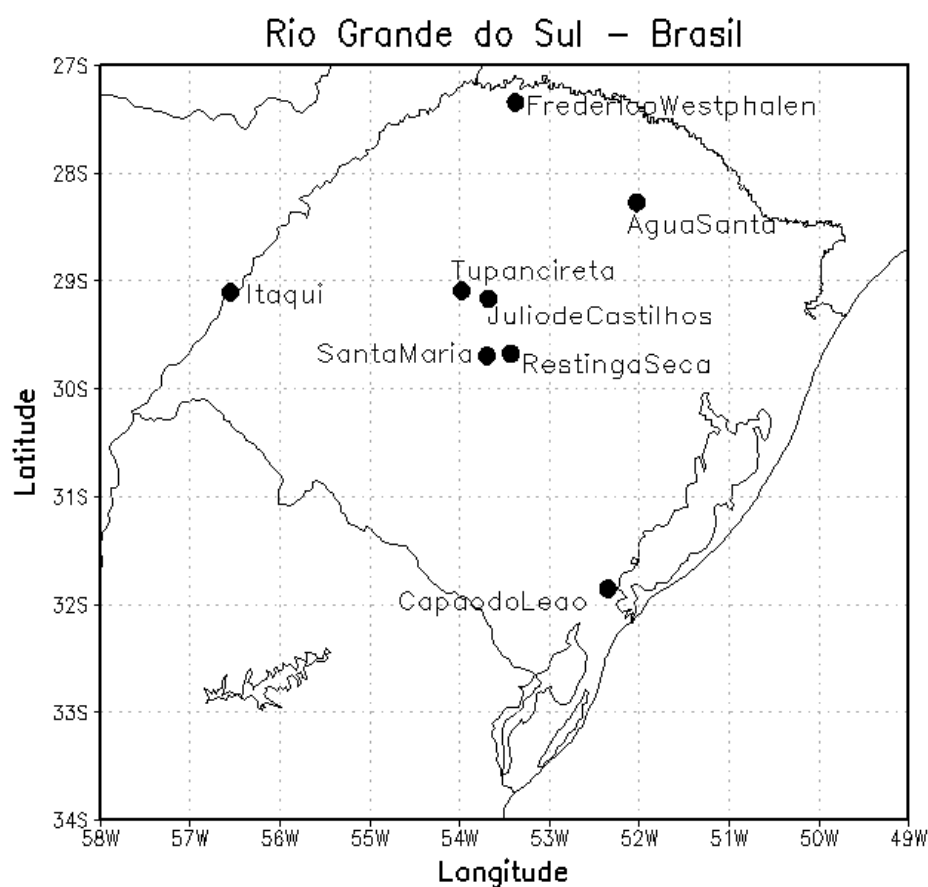 Rio Grande do Sul – Brasil
27S
FredericoWestphalen
28S
AguaSanta
Tupancireta
29S
Itaqui
JuliodeCastilhos
SantaMaria
RestingaSeca
30S
Latitude
31S
CapaodoLeao
32S
33S
34S
58W 57W 56W 55W 54W 53W 52W 51W 50W 49W
Longitude